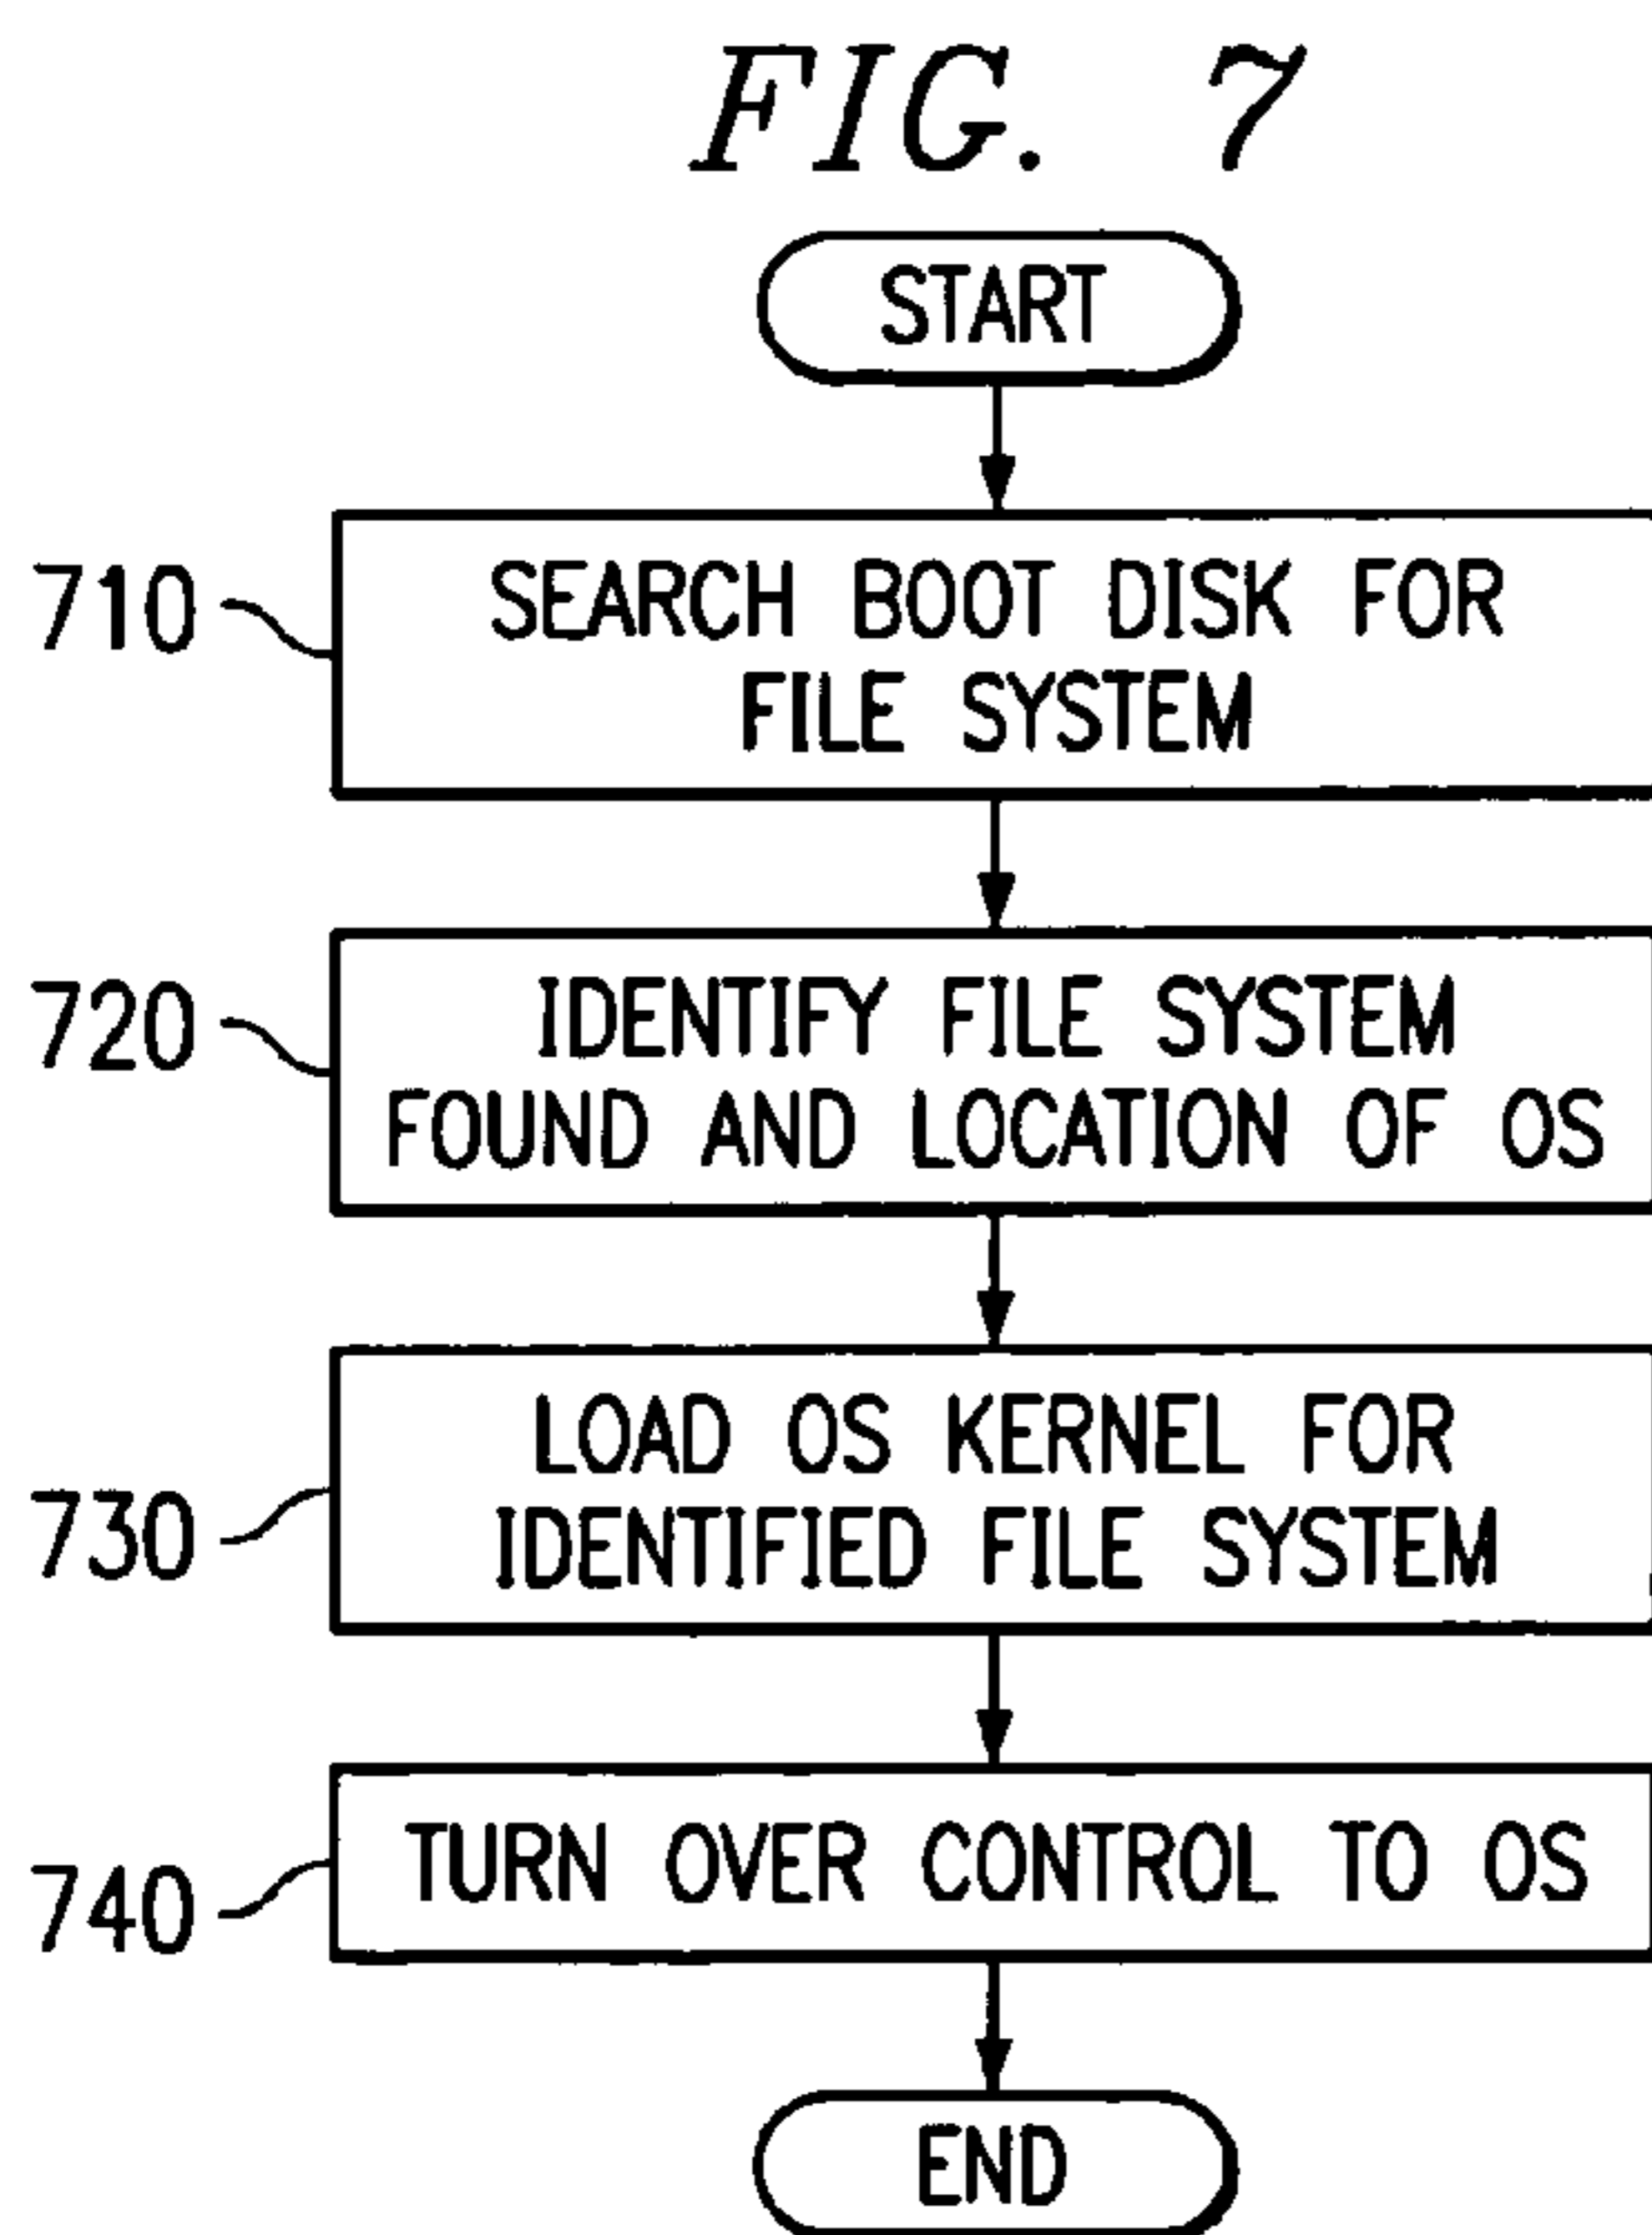 FIG. 7
START
710
SEARCH BOOT DISK FOR
FILE SYSTEM
720
IDENTIFY FILE SYSTEM
FOUND AND LOCATION OF OS
730
LOAD OS KERNEL FOR
IDENTIFIED FILE SYSTEM
740
TURN OVER CONTROL TO OS
END